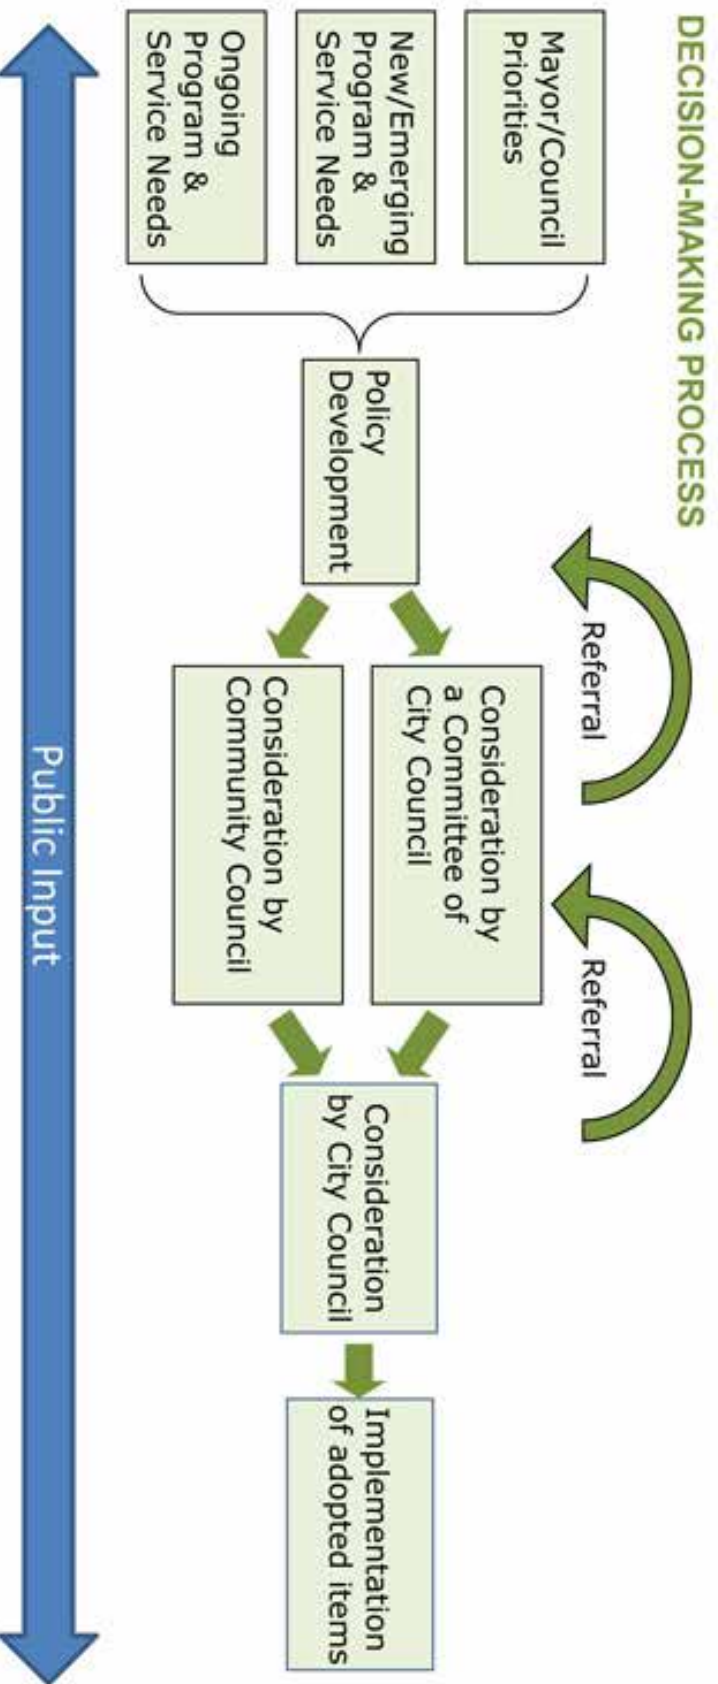 DECISION-MAKING PROCESS
Mayor/Council
Priorities
New/Emerging
Program &
Service Needs
Ongoing
Program &
Service Needs
Policy
Development
Referral
Consideration by
a Committee of
City Council
Consideration by
Community Council
Referral
Consideration
by City Council
Implementation
of adopted items
Public Input